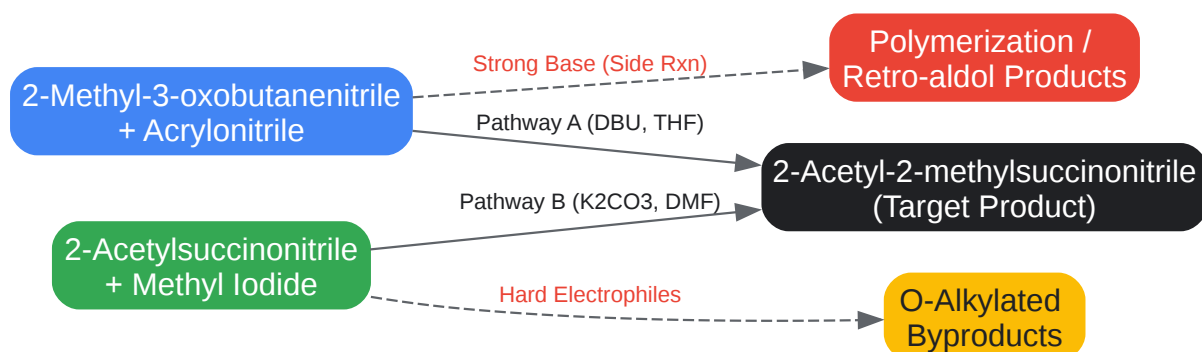 2-Methyl-3-oxobutanenitrile
+ Acrylonitrile
Strong Base (Side Rxn)
Polymerization /
Retro-aldol Products
Pathway A (DBU, THF)
2-Acetyl-2-methylsuccinonitrile
(Target Product)
Pathway B (K2CO3, DMF)
2-Acetylsuccinonitrile
+ Methyl Iodide
Hard Electrophiles
O-Alkylated
Byproducts